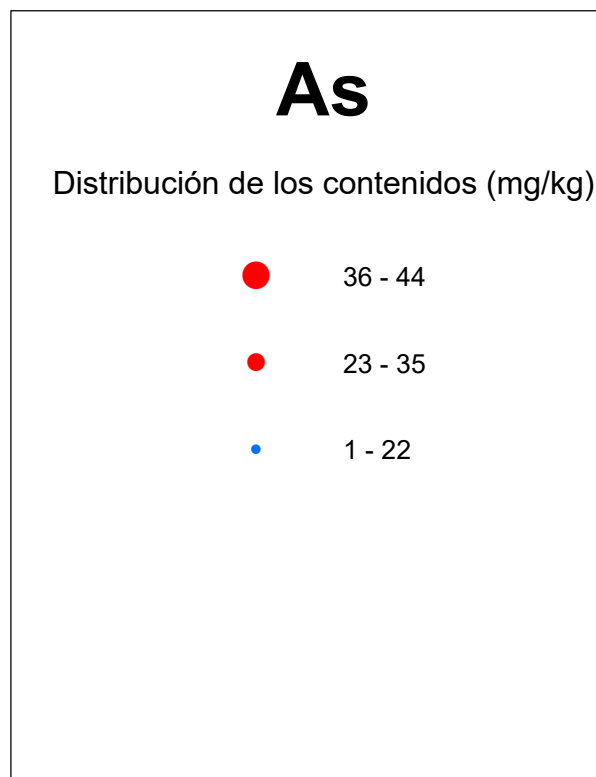 As
Distribución de los contenidos (mg/kg)
36 - 44
23 - 35
1 - 22